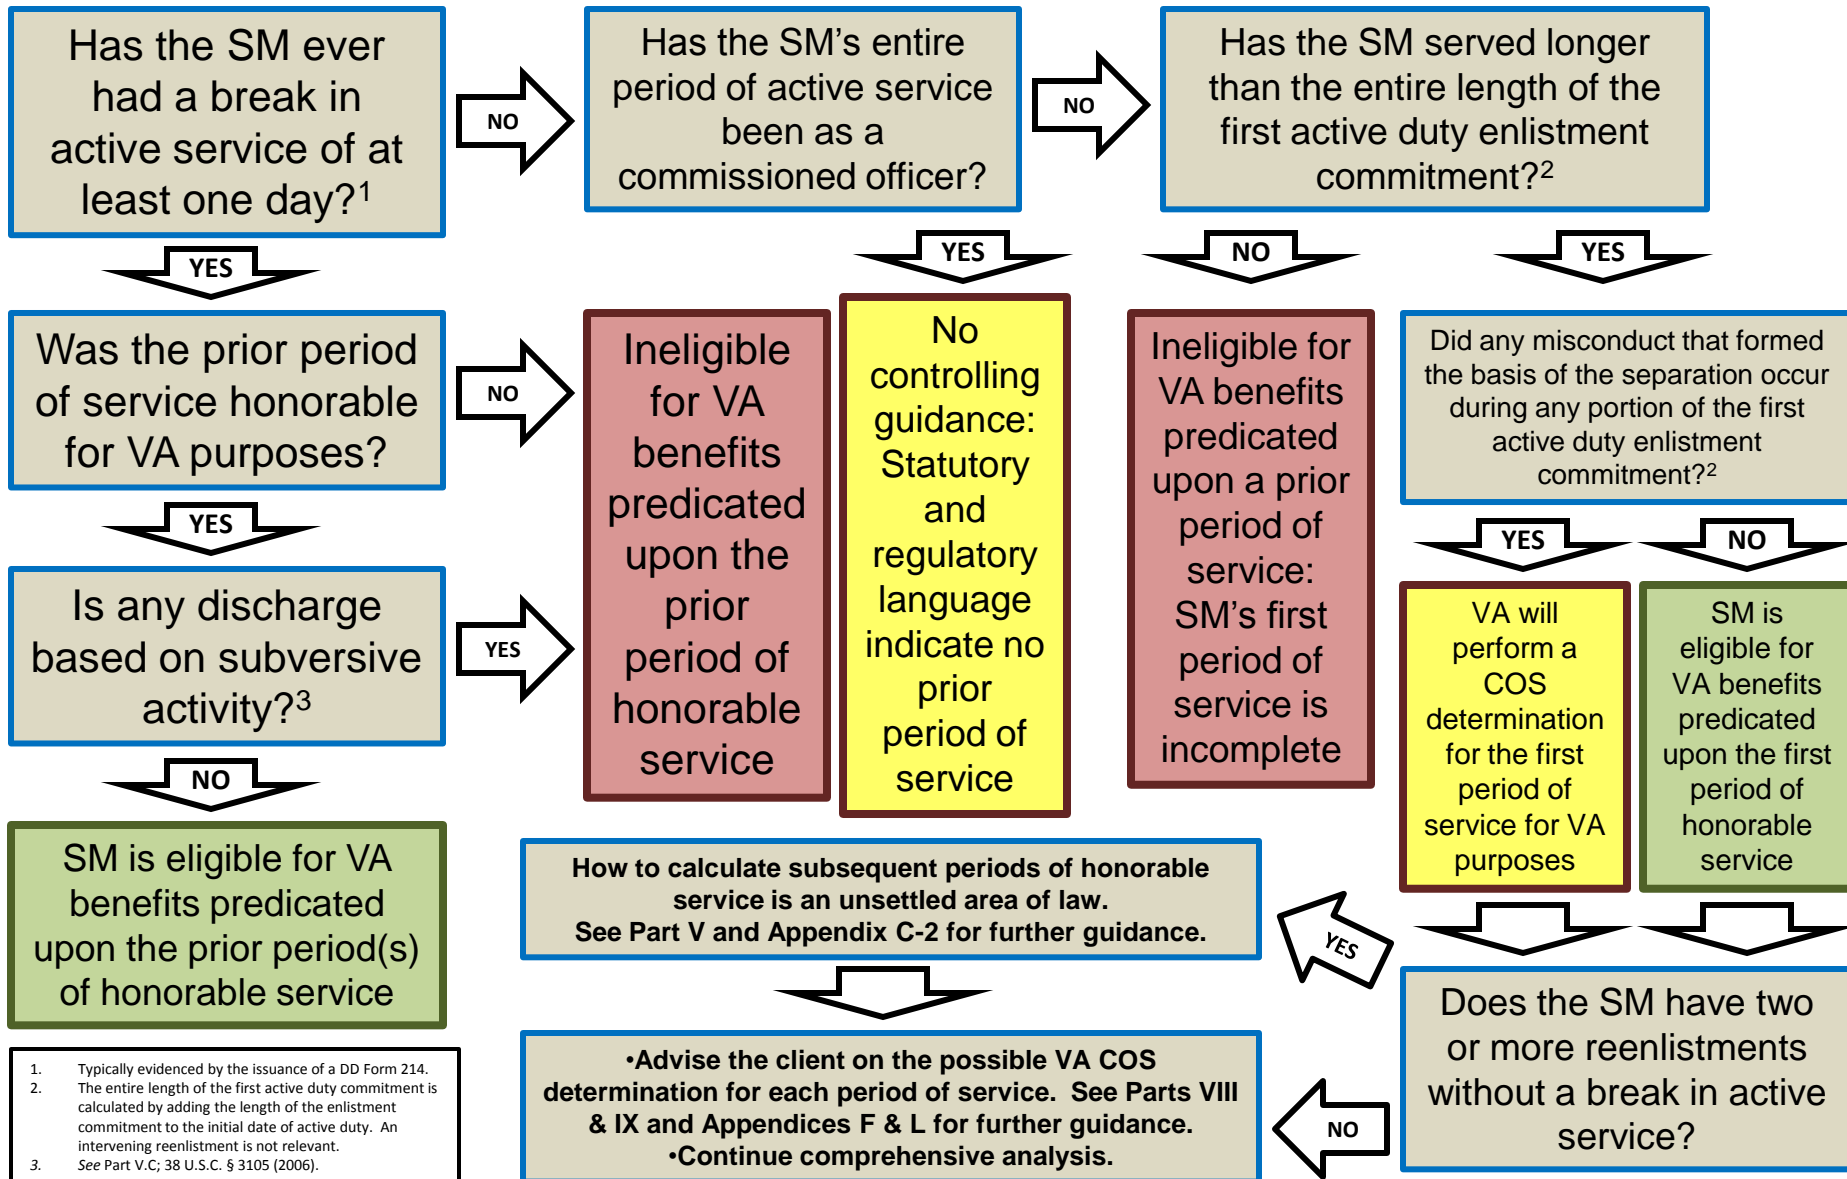 Has the SM ever
had a break in
active service of at
least one day?1
NO
Has the SM's entire
period of active service
been as a
commissioned officer?
NO
Has the SM served longer
than the entire length of the
first active duty enlistment
commitment?2
YES
YES
NO
YES
Was the prior period
of service honorable
for VA purposes?
NO
Ineligible
for VA
benefits
predicated
upon the
prior
period of
honorable
service
No
controlling
guidance:
Statutory
and
regulatory
language
indicate no
prior
period of
service
Ineligible for
VA benefits
predicated
upon a prior
period of
service:
SM's first
period of
service is
incomplete
Did any misconduct that formed
the basis of the separation occur
during any portion of the first
active duty enlistment
commitment?2
YES
YES
NO
Is any discharge
based on subversive
activity?3
YES
VA will
perform a
COS
determination
for the first
period of
service for VA
purposes
SM is
eligible for
VA benefits
predicated
upon the first
period of
honorable
service
NO
SM is eligible for VA
benefits predicated
upon the prior period(s)
of honorable service
How to calculate subsequent periods of honorable
service is an unsettled area of law.
See Part V and Appendix C-2 for further guidance.
YES
Does the SM have two
or more reenlistments
without a break in active
service?
NO
•Advise the client on the possible VA COS
determination for each period of service. See Parts VIII
& IX and Appendices F & L for further guidance.
•Continue comprehensive analysis.
1. Typically evidenced by the issuance of a DD Form 214.
2. The entire length of the first active duty commitment is
calculated by adding the length of the enlistment
commitment to the initial date of active duty. An
intervening reenlistment is not relevant.
3. See Part V.C; 38 U.S.C. § 3105 (2006).